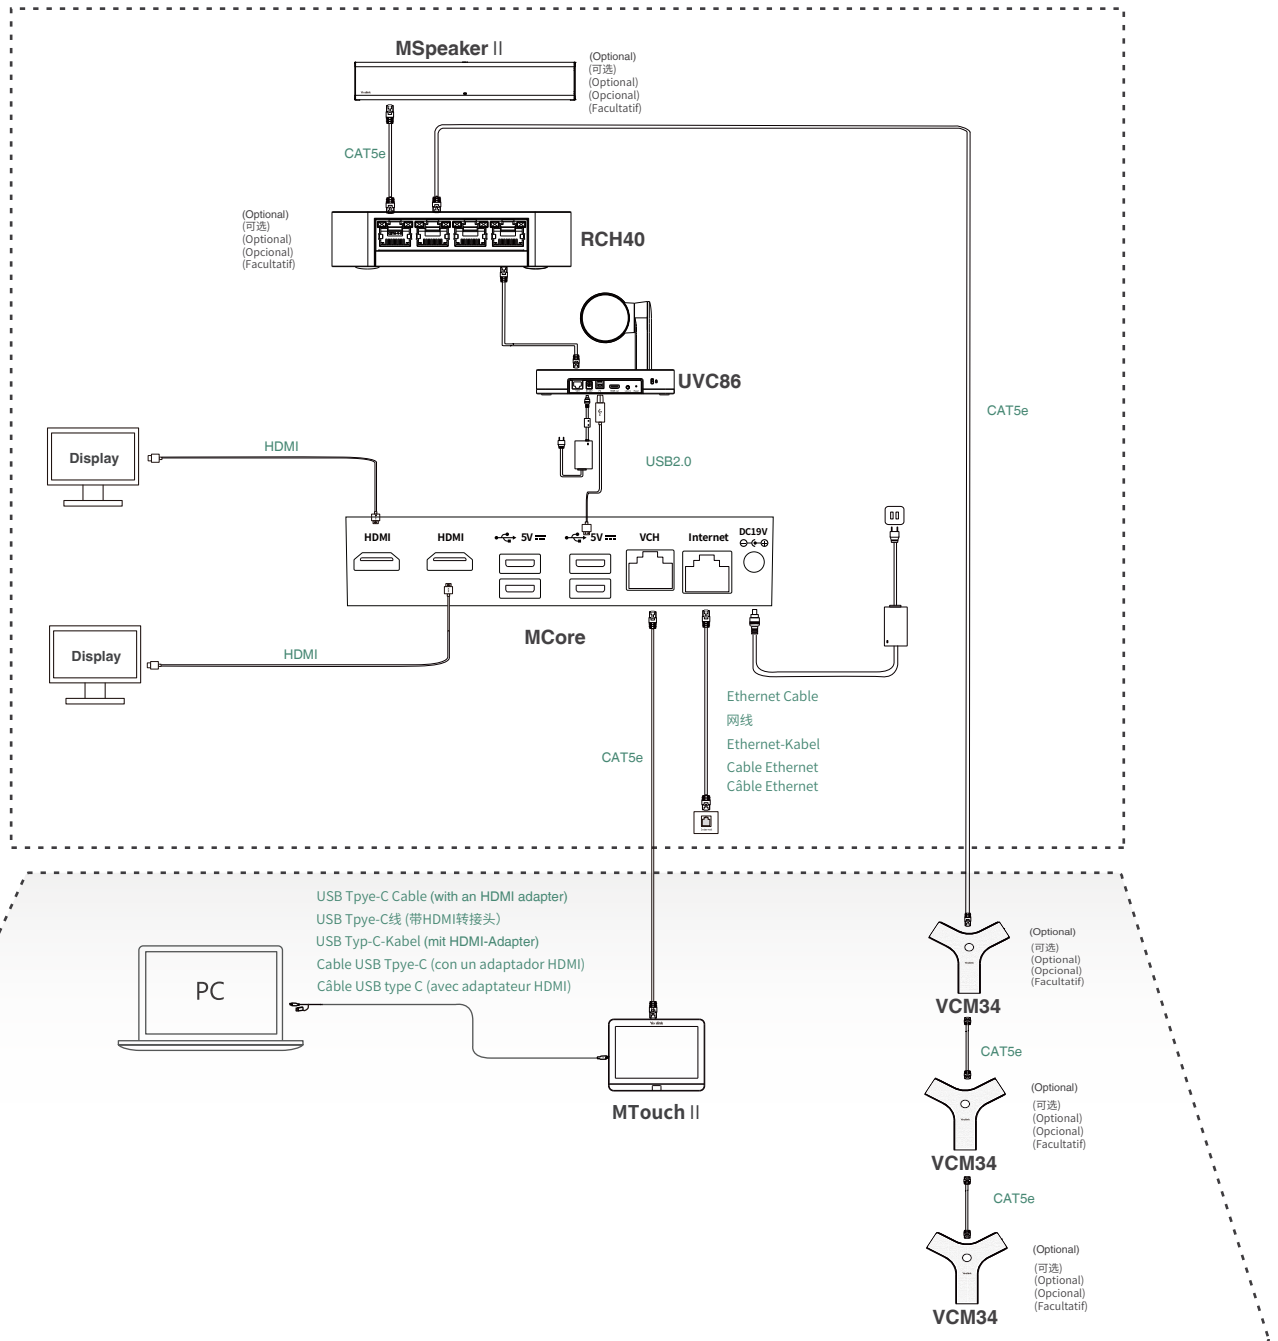 MSpeaker II
(Optional)
(可选)
(Optional)
(Opcional)
(Facultatif)
CAT5e
(Optional)
(可选)
(Optional)
(Opcional)
(Facultatif)
RCH40
UVC86
CAT5e
HDMI
Display
USB2.0
HDMI
HDMI
5V
5V
VCH
Internet
DC19V
MCore
Display
HDMI
Ethernet Cable
网线
Ethernet-Kabel
Cable Ethernet
Câble Ethernet
CAT5e
USB Tpye-C Cable (with an HDMI adapter)
USB Tpye-C线 (带HDMI转接头）
USB Typ-C-Kabel (mit HDMI-Adapter)
Cable USB Tpye-C (con un adaptador HDMI)
Câble USB type C (avec adaptateur HDMI)
PC
MTouch II
(Optional)
(可选)
(Optional)
(Opcional)
(Facultatif)
VCM34
CAT5e
(Optional)
(可选)
(Optional)
(Opcional)
(Facultatif)
VCM34
CAT5e
(Optional)
(可选)
(Optional)
(Opcional)
(Facultatif)
VCM34